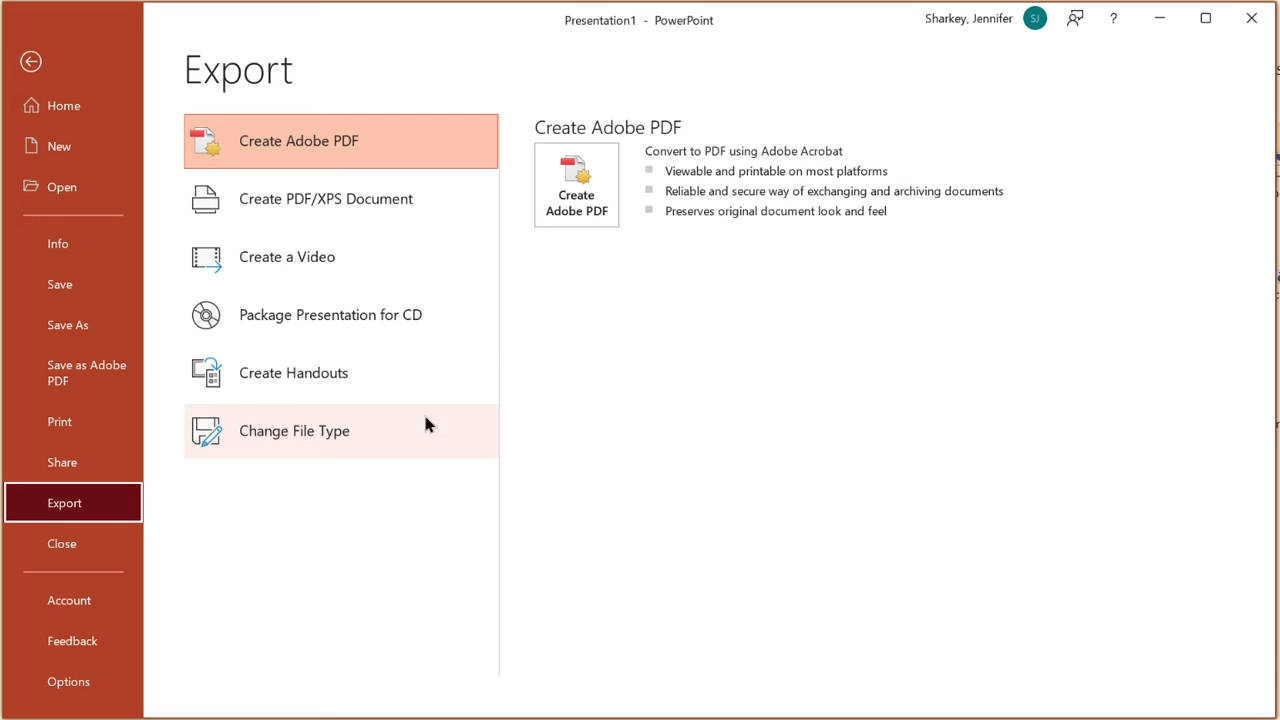 Presentation1 - PowerPoint
Sharkey, Jennifer
SJ
?
Home
New
Open
Info
Save
Save As
Save as Adobe
PDF
Print
Share
Export
Close
Account
Feedback
Options
Export
Create Adobe PDF
Create PDF/XPS Document
Create a Video
Package Presentation for CD
Create Handouts
Change File Type
Create Adobe PDF
Create
Adobe PDF
Convert to PDF using Adobe Acrobat
Viewable and printable on most platforms
Reliable and secure way of exchanging and archiving documents
Preserves original document look and feel